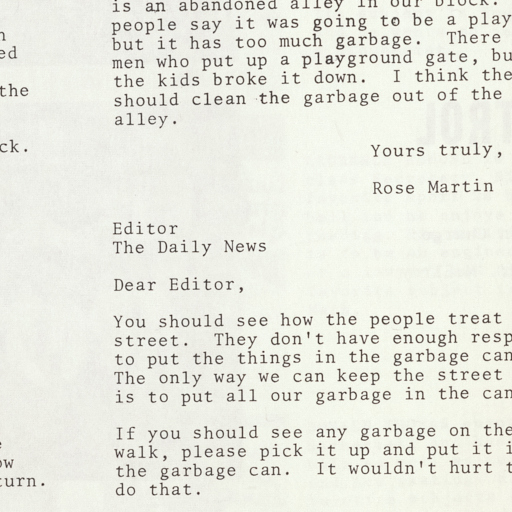 is an abandoned alley in our block.
people say it was going to be a play
but it has too much garbage. There
men who put up a playground gate, bu
the kids broke it down. I think the
should clean the garbage out of the
alley.
Yours truly,
Rose Martin
Editor
The Daily News
Dear Editor,
You should see how the people treat
street. They don't have enough resp
to put the things in the garbage can
The only way we can keep the street
is to put all our garbage in the can
If you should see any garbage on the
walk, please pick it up and put it i
the garbage can. It wouldn't hurt t
do that.
ed
the
ck.
ow
turn.